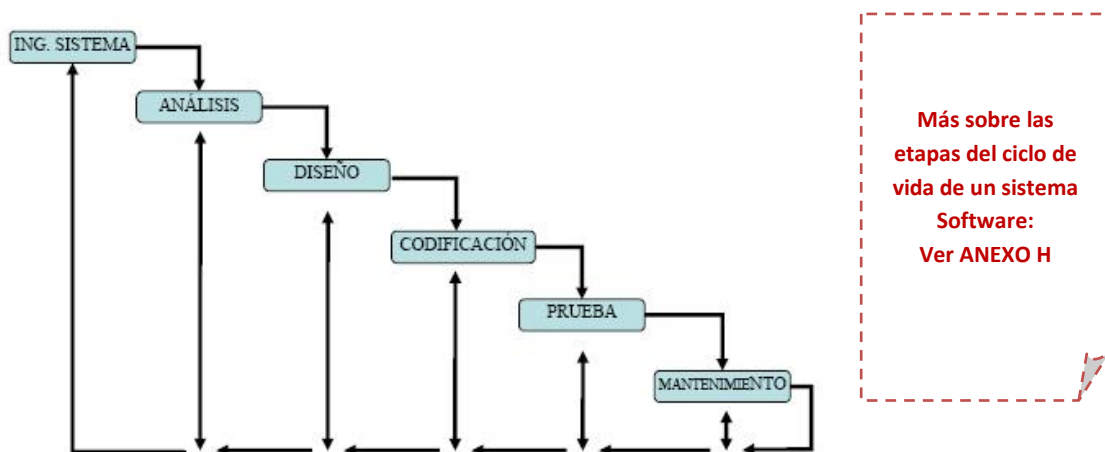 ING. SISTEMA
ANÁLISIS
DISEÑO
CODIFICACIÓN
PRUEBA
MANTENIMIENTO
Más sobre las
etapas del ciclo de
vida de un sistema
Software:
Ver ANEXO H